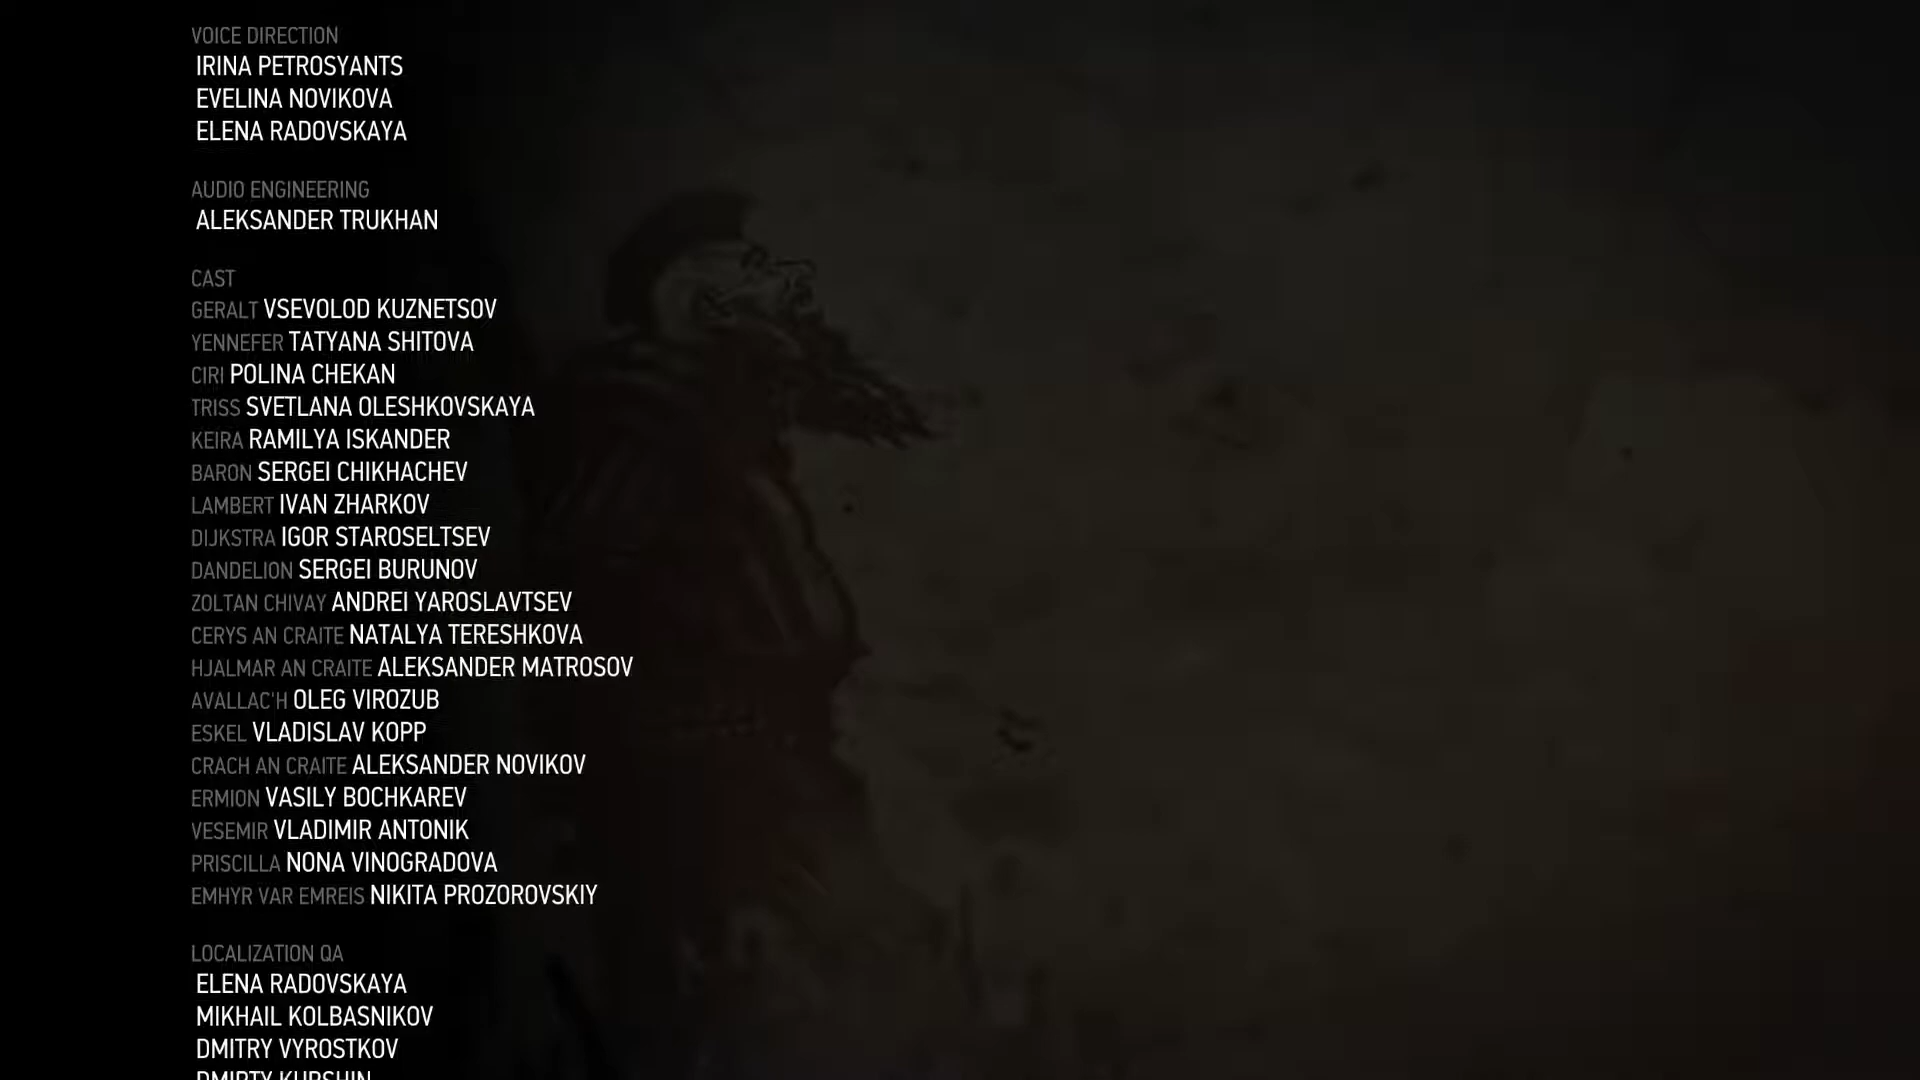 VOICE DIRECTION
IRINA PETROSYANTS
EVELINA NOVIKOVA
ELENA RADOVSKAYA
AUDIO ENGINEERING
ALEKSANDER TRUKHAN
CAST
GERALT VSEVOLOD KUZNETSOV
YENNEFER TATYANA SHITOVA
CIRI POLINA CHEKAN
TRISS SVETLANA OLESHKOVSKAYA
KEIRA RAMILYA ISKANDER
BARON SERGEI CHIKHACHEV
LAMBERT IVAN ZHARKOV
DIJKSTRA IGOR STAROSELTSEV
DANDELION SERGEI BURUNOV
ZOLTAN CHIVAY ANDREI YAROSLAVTSEV
CERYS AN CRAITE NATALYA TERESHKOVA
HJALMAR AN CRAITE ALEKSANDER MATROSOV
AVALLAC'H OLEG VIROZUB
ESKEL VLADISLAV KOPP
CRACH AN CRAITE ALEKSANDER NOVIKOV
ERMION VASILY BOCHKAREV
VESEMIR VLADIMIR ANTONIK
PRISCILLA NONA VINOGRADOVA
EMHYR VAR EMREIS NIKITA PROZOROVSKIY
LOCALIZATION QA
ELENA RADOVSKAYA
MIKHAIL KOLBASNIKOV
DMITRY VYROSTKOV